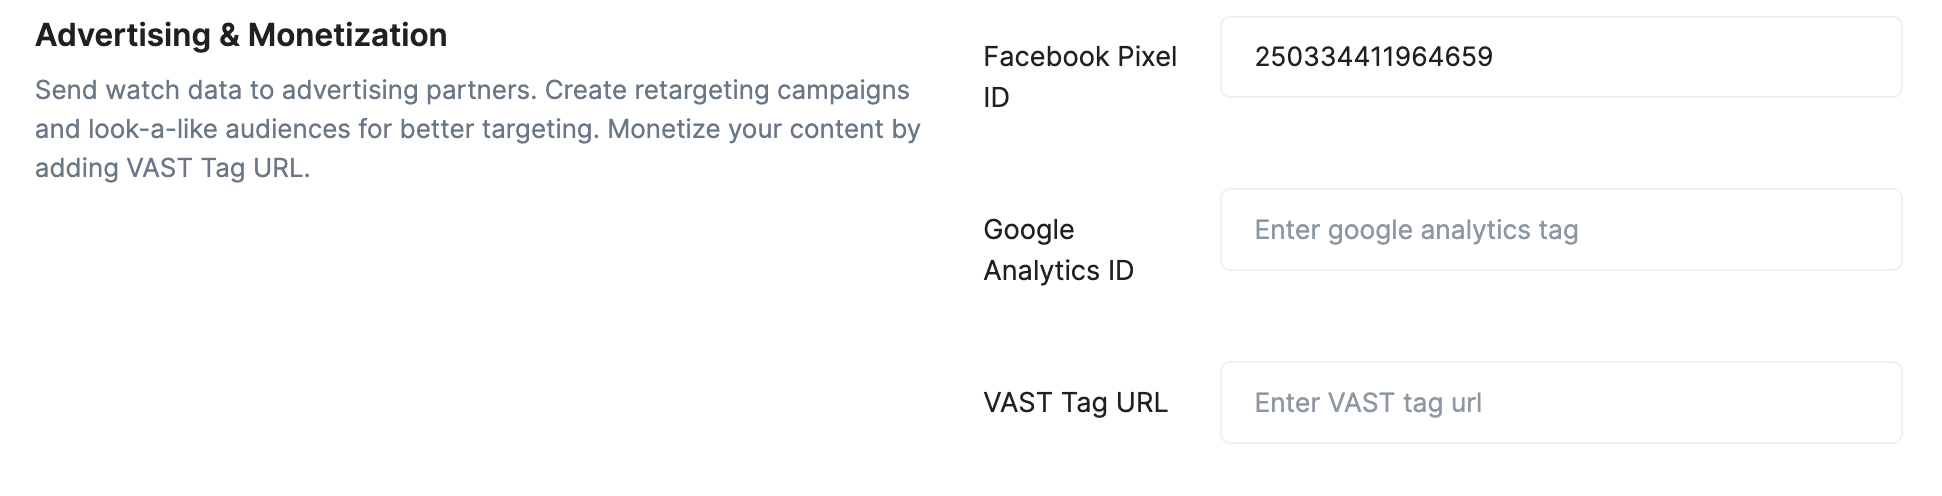 Advertising & Monetization
Send watch data to advertising partners. Create retargeting campaigns
and look-a-like audiences for better targeting. Monetize your content by
adding VAST Tag URL.
Facebook Pixel
ID
250334411964659
Google
Analytics ID
Enter google analytics tag
VAST Tag URL
Enter VAST tag url